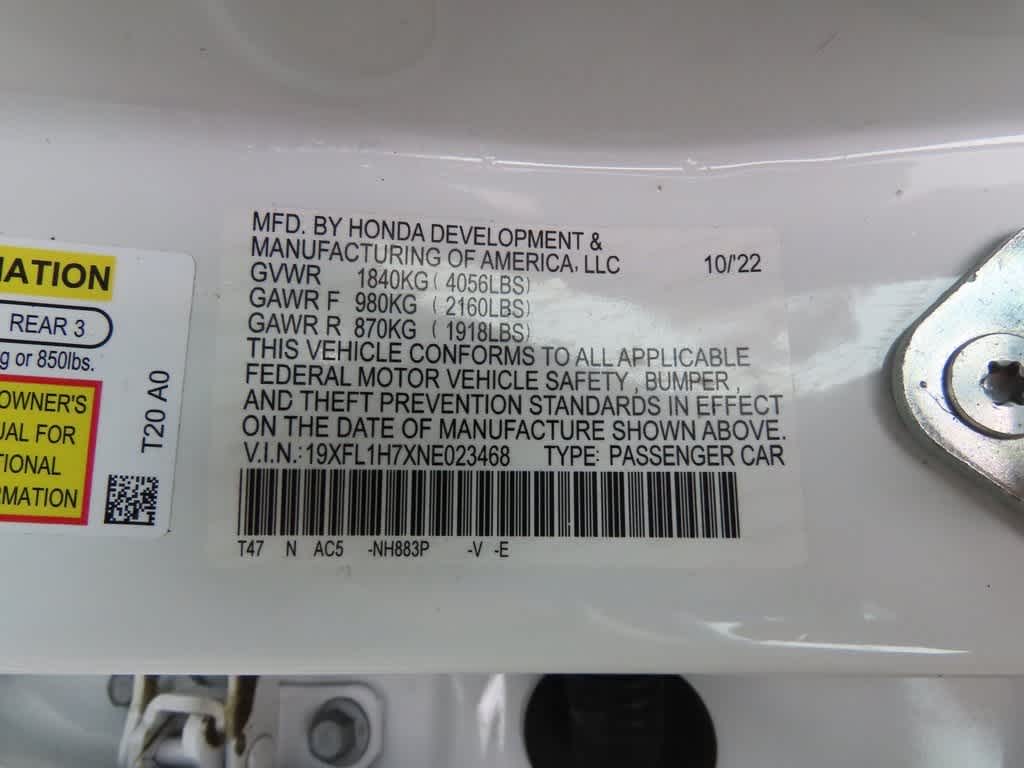 MFD. BY HONDA DEVELOPMENT &
MANUFACTURING OF AMERICA, LLC 10/'22
GVWR 1840KG ( 4056LBS)
GAWR F 980KG ( 2160LBS)
GAWR R 870KG ( 1918LBS)
THIS VEHICLE CONFORMS TO ALL APPLICABLE
FEDERAL MOTOR VEHICLE SAFETY, BUMPER,
AND THEFT PREVENTION STANDARDS IN EFFECT
ON THE DATE OF MANUFACTURE SHOWN ABOVE.
V.I.N.: 19XFL1H7XNE023468 TYPE: PASSENGER CAR
T47 N AC5 -NH883P -V -E
MATION
REAR 3
g or 850lbs.
OWNER'S
UAL FOR
TIONAL
RMATION
T20 A0